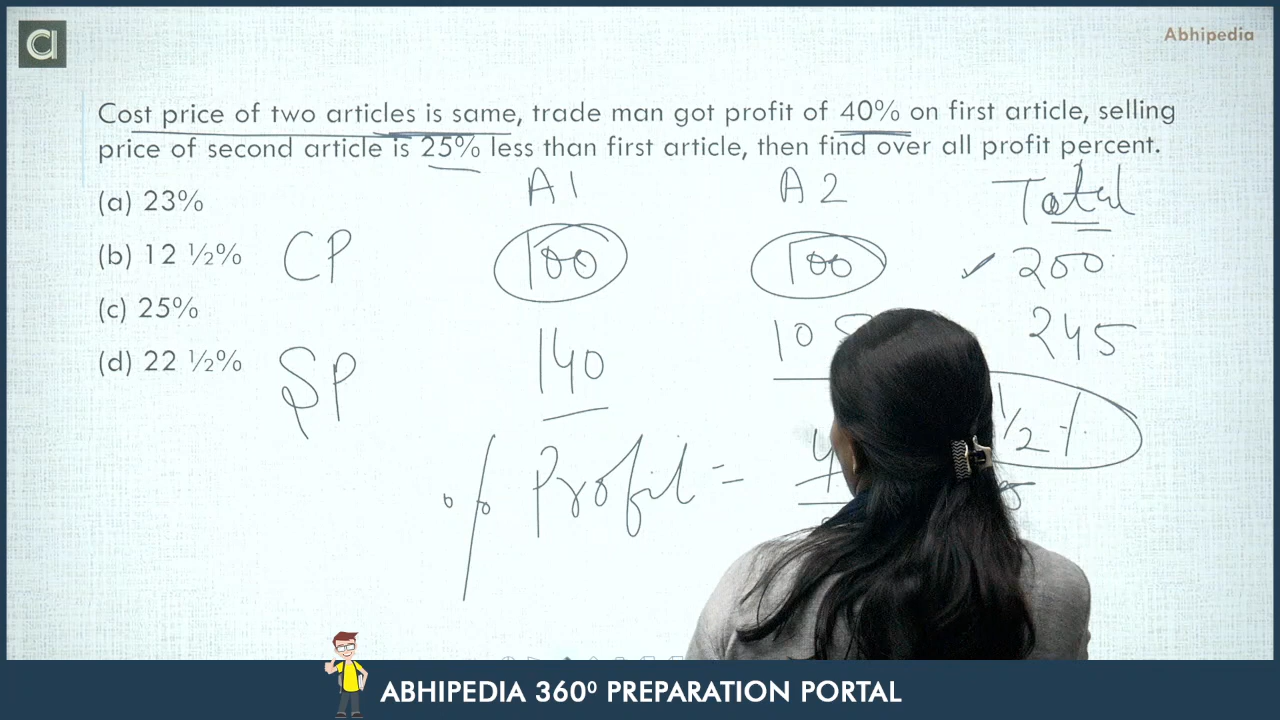 Abhipedia
Cost price of two articles is same, trade man got profit of 40% on first article, selling
price of second article is 25% less than first article, then find over all profit percent.
A1 A2 Total
(a) 23%
(b) 12 ½% CP 100 100 200
(c) 25%
(d) 22 ½% SP 140 10 245
½ %
% Profit =
ABHIPEDIA 360⁰ PREPARATION PORTAL